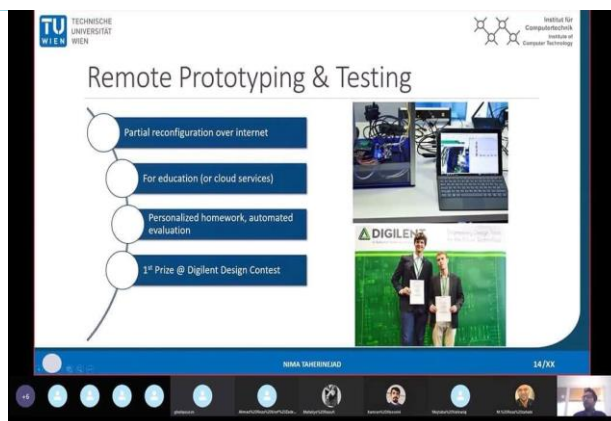 TU
WIEN
TECHNISCHE
UNIVERSITÄT
WIEN
Institut für
Computertechnik
Institute of
Computer Technology
Remote Prototyping & Testing
Partial reconfiguration over internet
For education (or cloud services)
Personalized homework, automated
evaluation
1st Prize @ Digilent Design Contest
DIGILENT
NIMA TAHERINEJAD
14/XX
+5